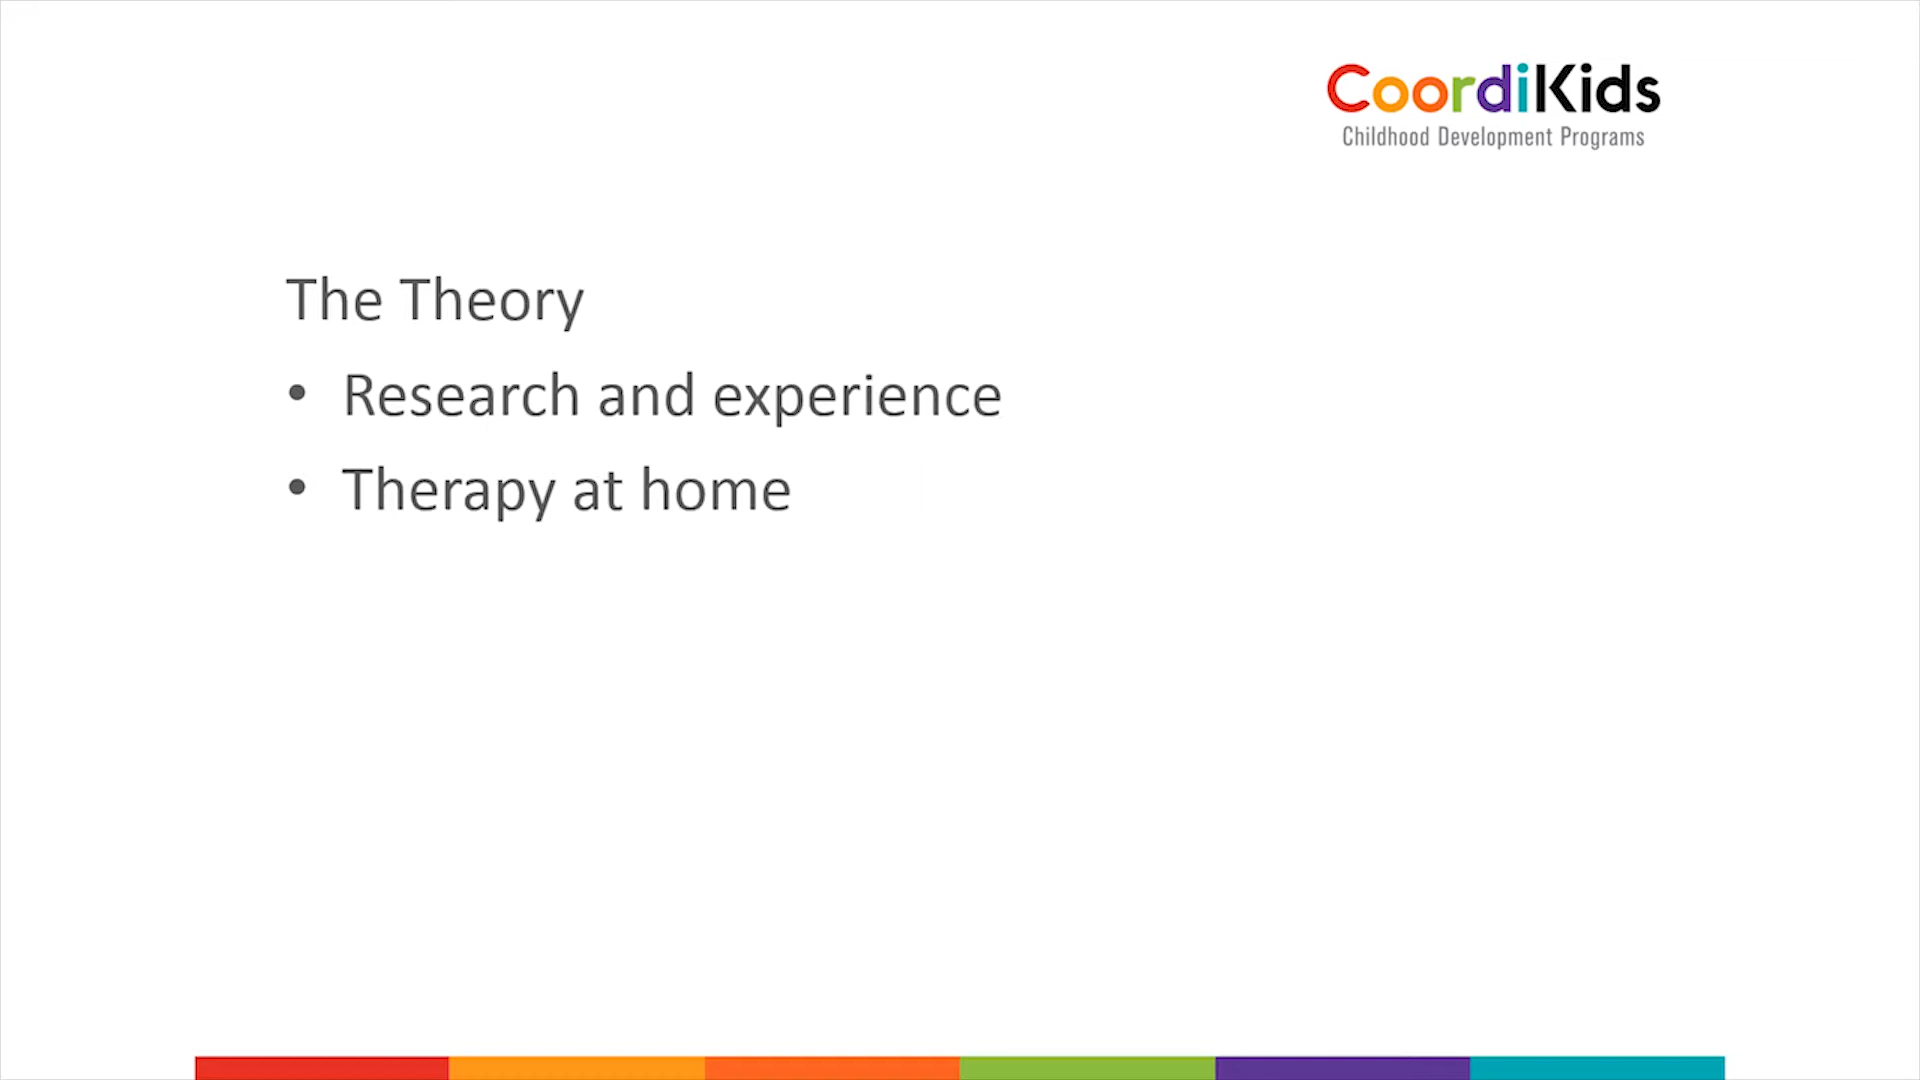 CoordiKids
Childhood Development Programs
The Theory
• Research and experience
• Therapy at home